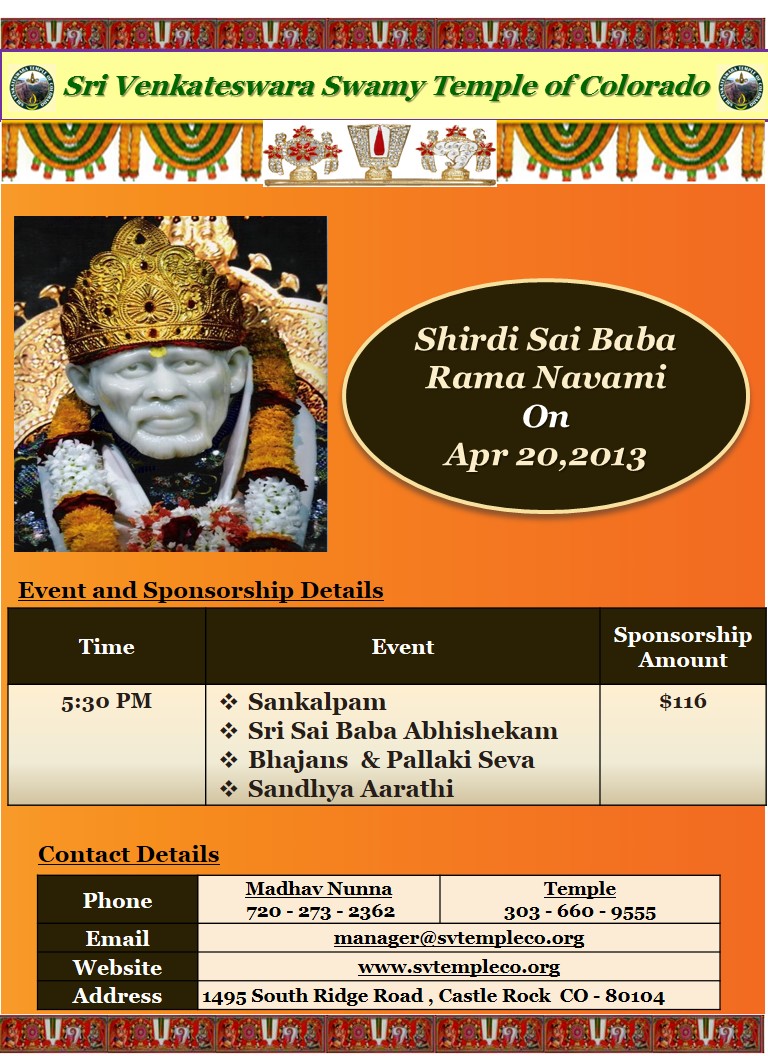 Sri Venkateswara Swamy Temple of Colorado
Shirdi Sai Baba
Rama Navami
On
Apr 20,2013
Event and Sponsorship Details
Time Event Sponsorship Amount
5:30 PM ❖ Sankalpam $116
❖ Sri Sai Baba Abhishekam
❖ Bhajans & Pallaki Seva
❖ Sandhya Aarathi
Contact Details
Phone Madhav Nunna Temple
720 - 273 - 2362 303 - 660 - 9555
Email manager@svtempleco.org
Website www.svtempleco.org
Address 1495 South Ridge Road , Castle Rock CO - 80104